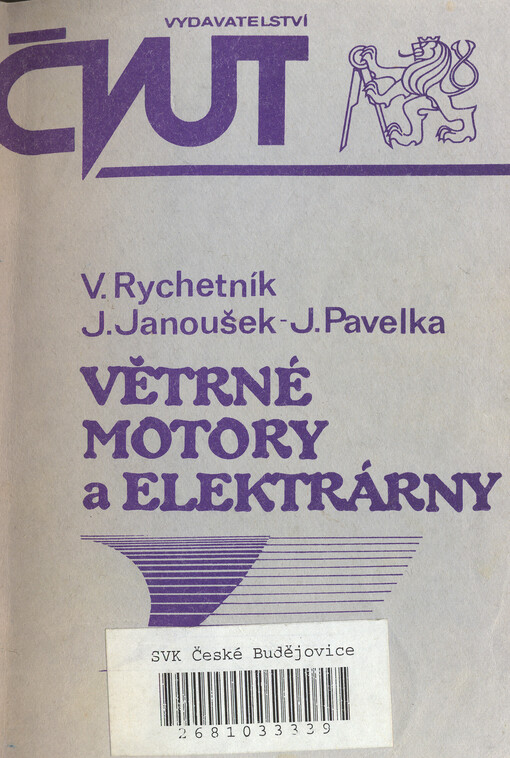 VYDAVATELSTVÍ
ČVUT
V. Rychetník
J. Janoušek - J. Pavelka
VĚTRNÉ
MOTORY
a ELEKTRÁRNY
SVK České Budějovice
2681033339